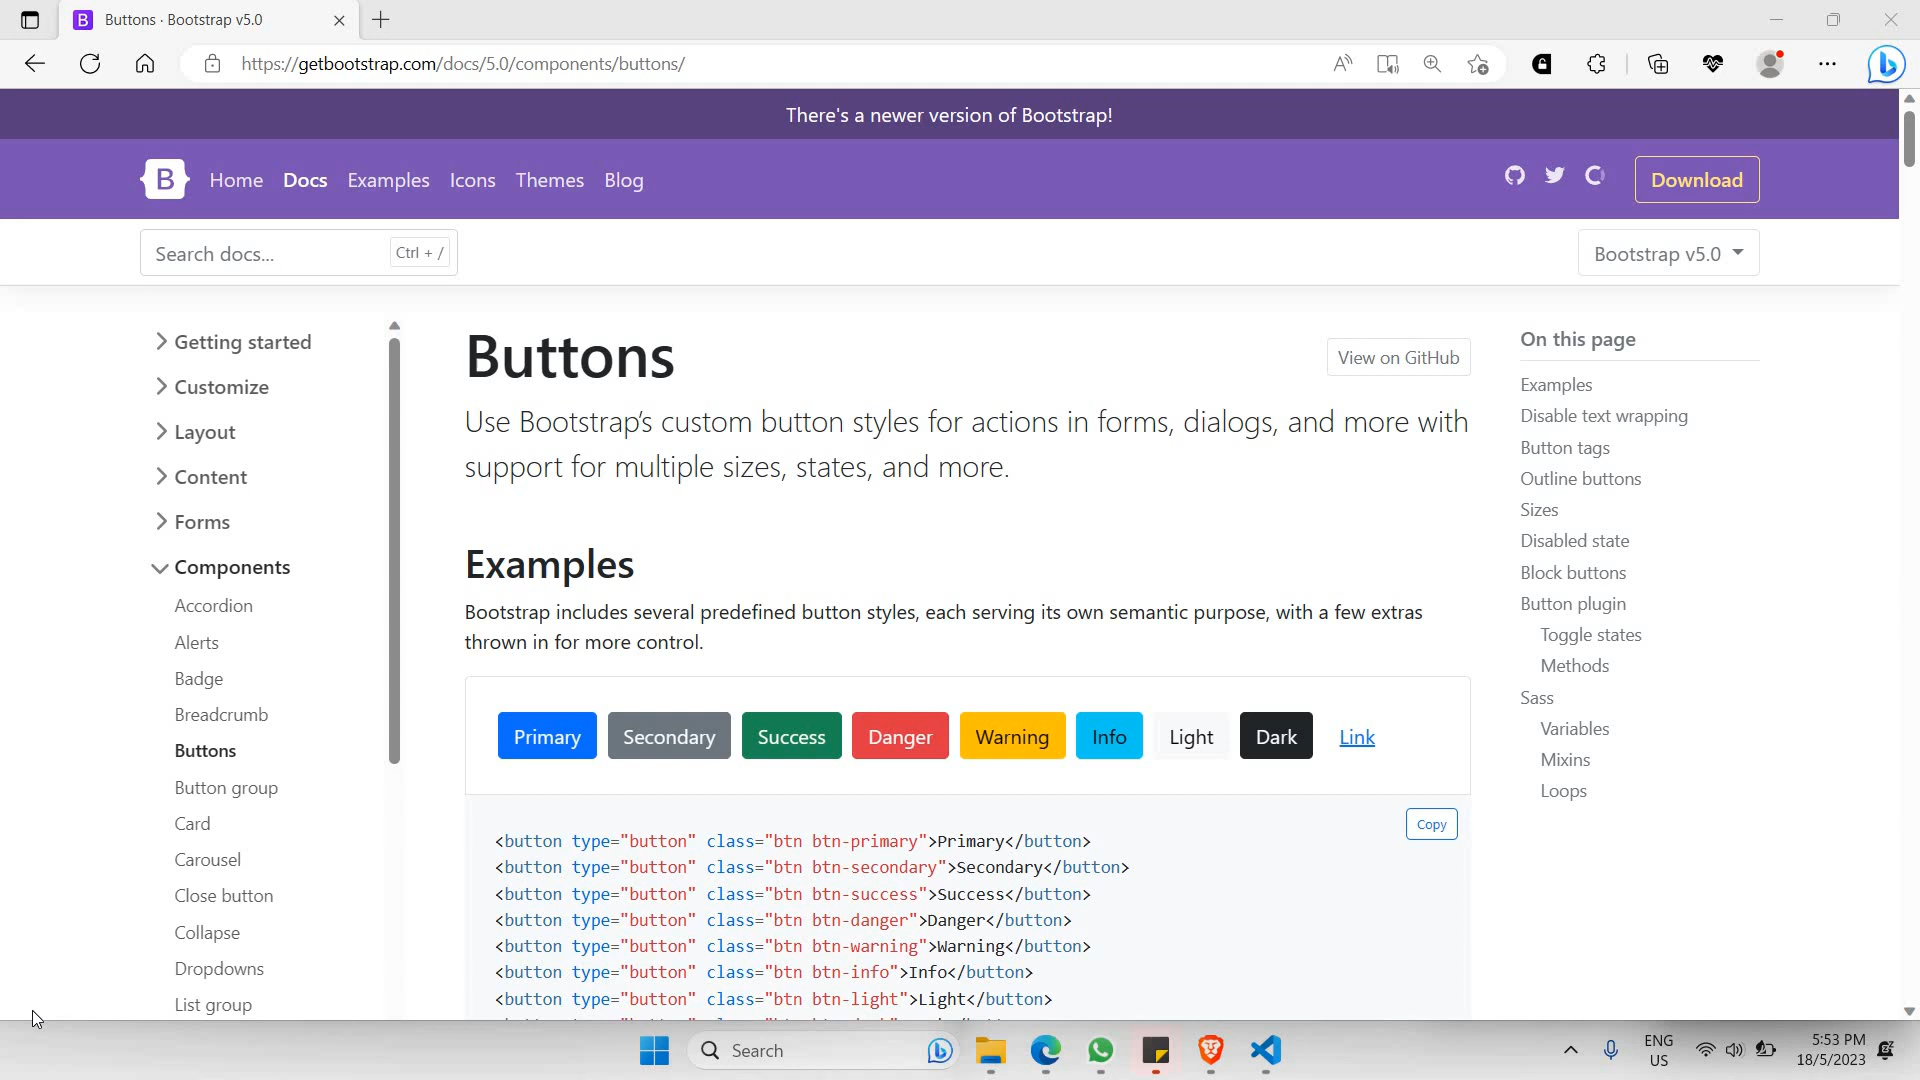 Buttons · Bootstrap v5.0
https://getbootstrap.com/docs/5.0/components/buttons/
There's a newer version of Bootstrap!
B Home Docs Examples Icons Themes Blog Download
Search docs... Ctrl + / Bootstrap v5.0
Getting started
Customize
Layout
Content
Forms
Components
Accordion
Alerts
Badge
Breadcrumb
Buttons
Button group
Card
Carousel
Close button
Collapse
Dropdowns
List group
Buttons
View on GitHub
Use Bootstrap’s custom button styles for actions in forms, dialogs, and more with
support for multiple sizes, states, and more.
Examples
Bootstrap includes several predefined button styles, each serving its own semantic purpose, with a few extras
thrown in for more control.
Primary Secondary Success Danger Warning Info Light Dark Link
Copy
<button type="button" class="btn btn-primary">Primary</button>
<button type="button" class="btn btn-secondary">Secondary</button>
<button type="button" class="btn btn-success">Success</button>
<button type="button" class="btn btn-danger">Danger</button>
<button type="button" class="btn btn-warning">Warning</button>
<button type="button" class="btn btn-info">Info</button>
<button type="button" class="btn btn-light">Light</button>
On this page
Examples
Disable text wrapping
Button tags
Outline buttons
Sizes
Disabled state
Block buttons
Button plugin
Toggle states
Methods
Sass
Variables
Mixins
Loops
Search
ENG
US
5:53 PM
18/5/2023